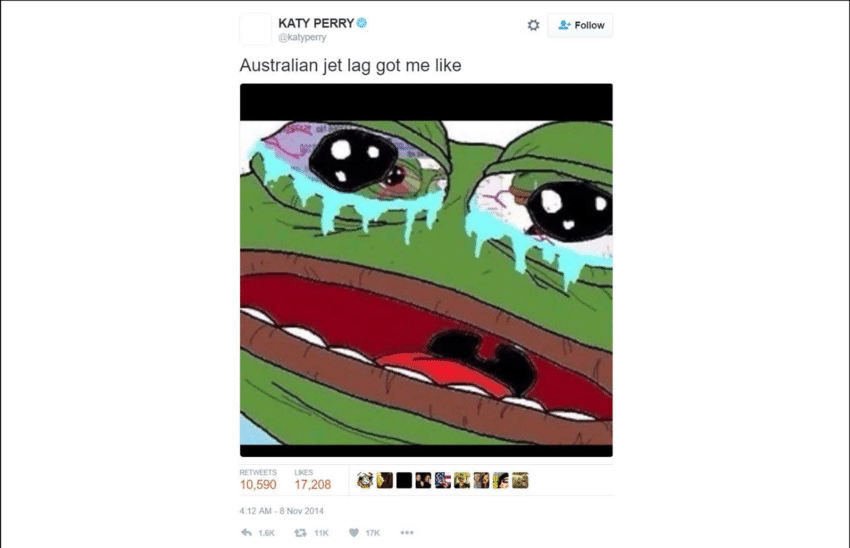 KATY PERRY
@katyperry
Follow
Australian jet lag got me like
RETWEETS LIKES
10,590 17,208
4:12 AM - 8 Nov 2014
1.6K 11K 17K